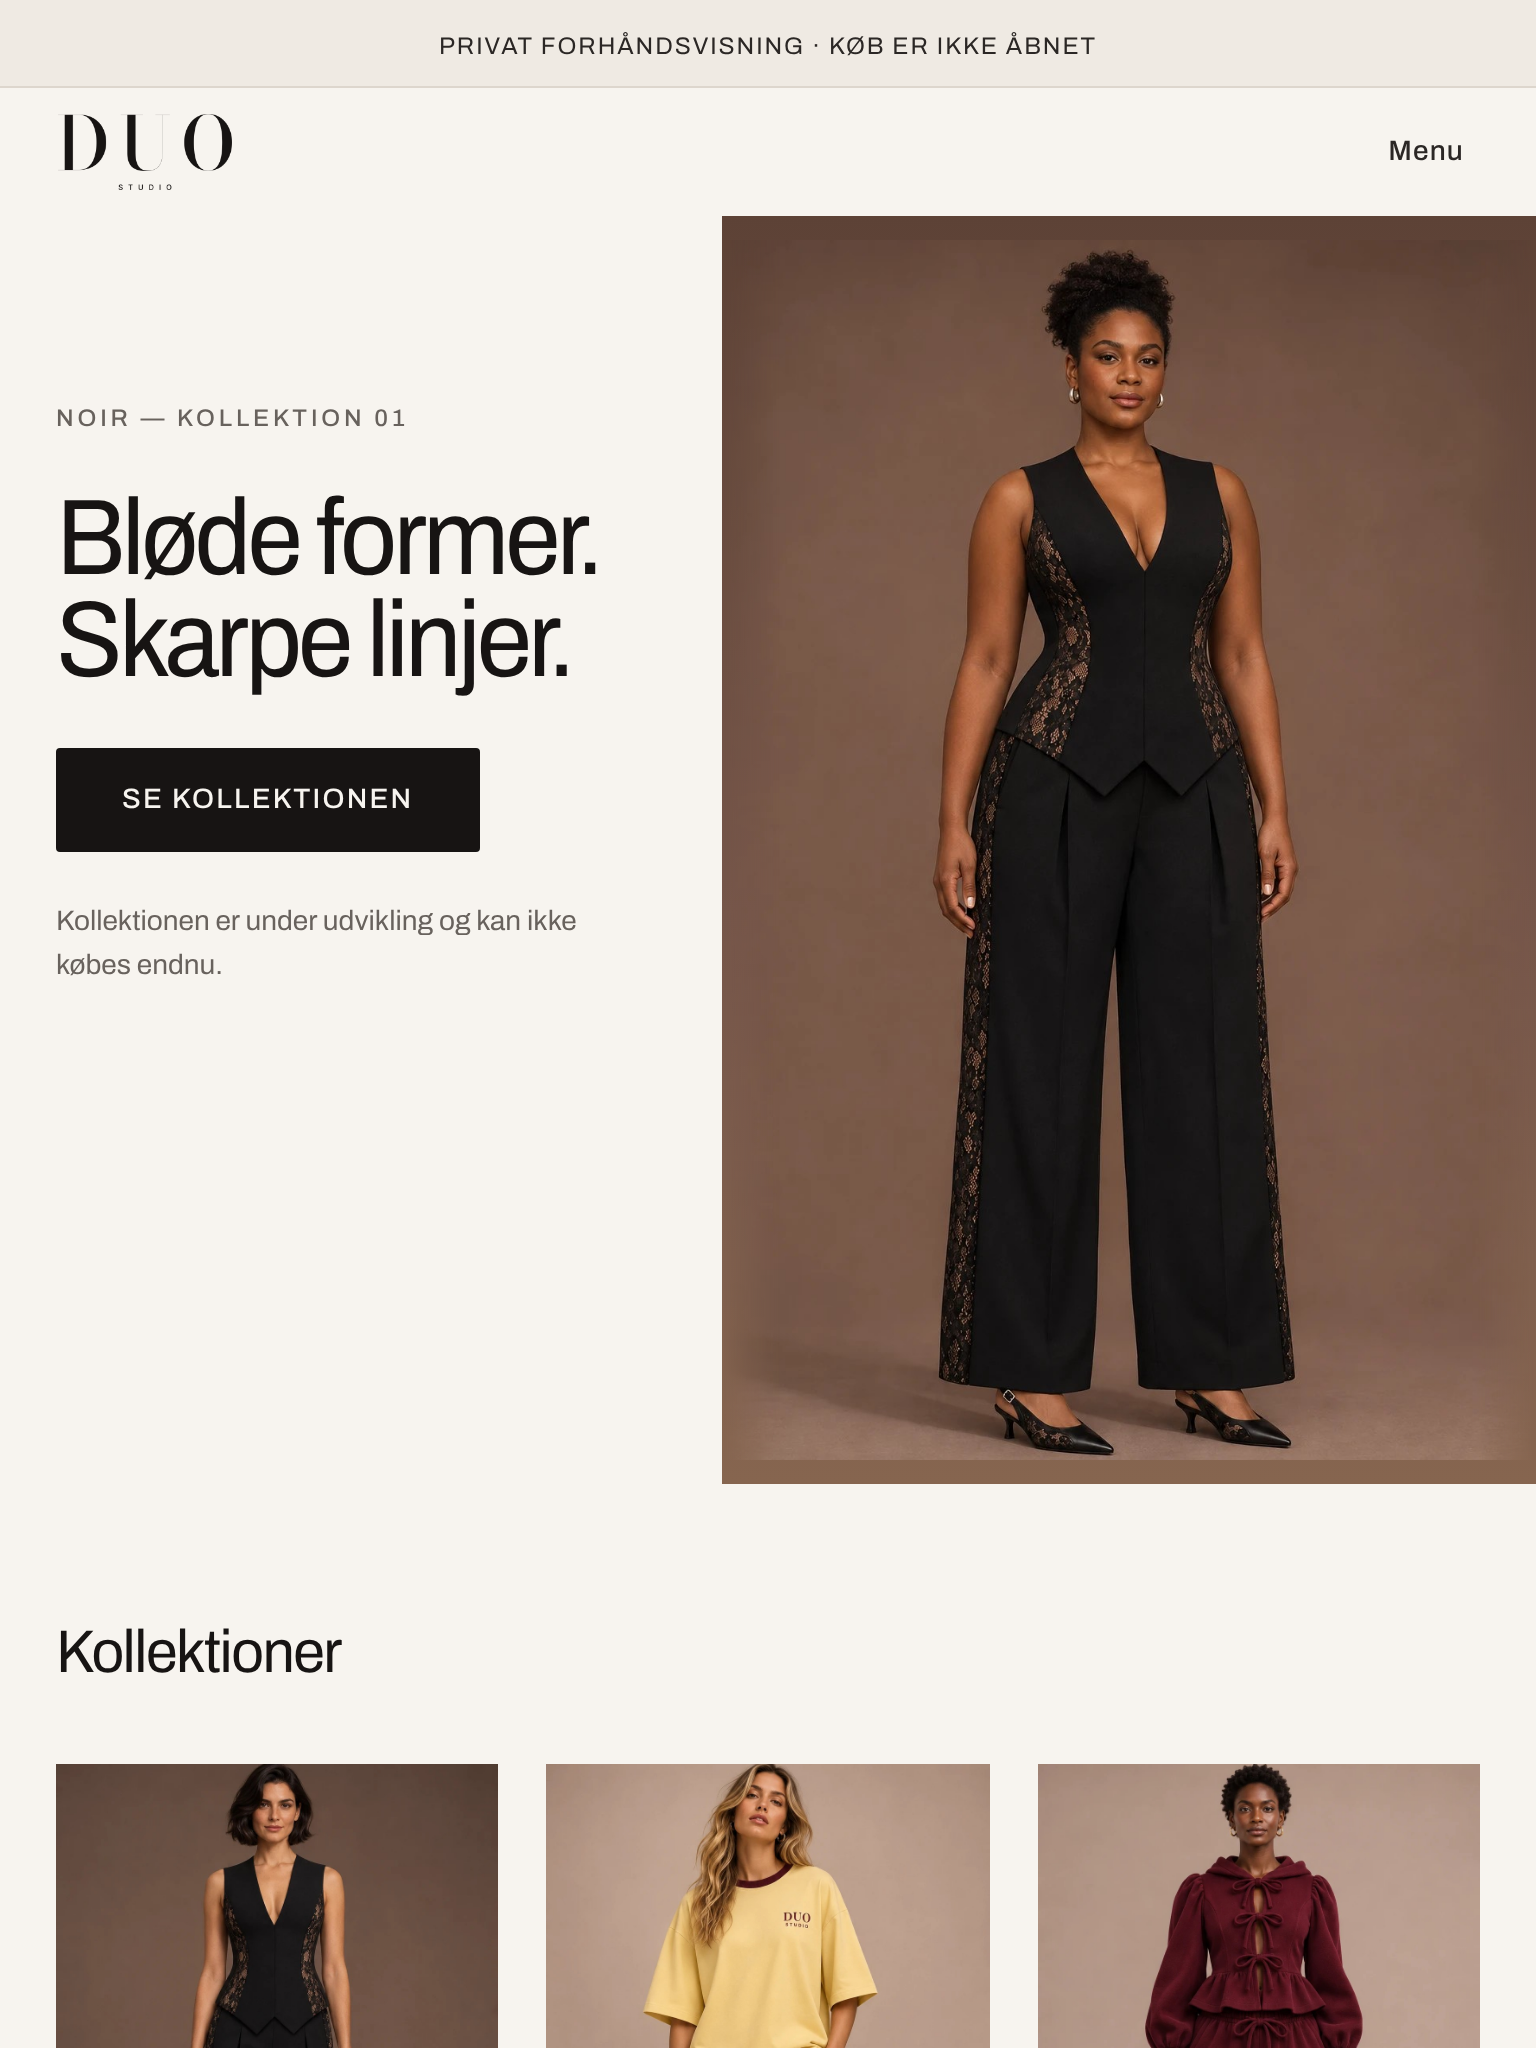 PRIVAT FORHÅNDSVISNING · KØB ER IKKE ÅBNET
DUO
STUDIO
Menu
NOIR — KOLLEKTION 01
Bløde former.
Skarpe linjer.
SE KOLLEKTIONEN
Kollektionen er under udvikling og kan ikke
købes endnu.
Kollektioner
DUO
STUDIO